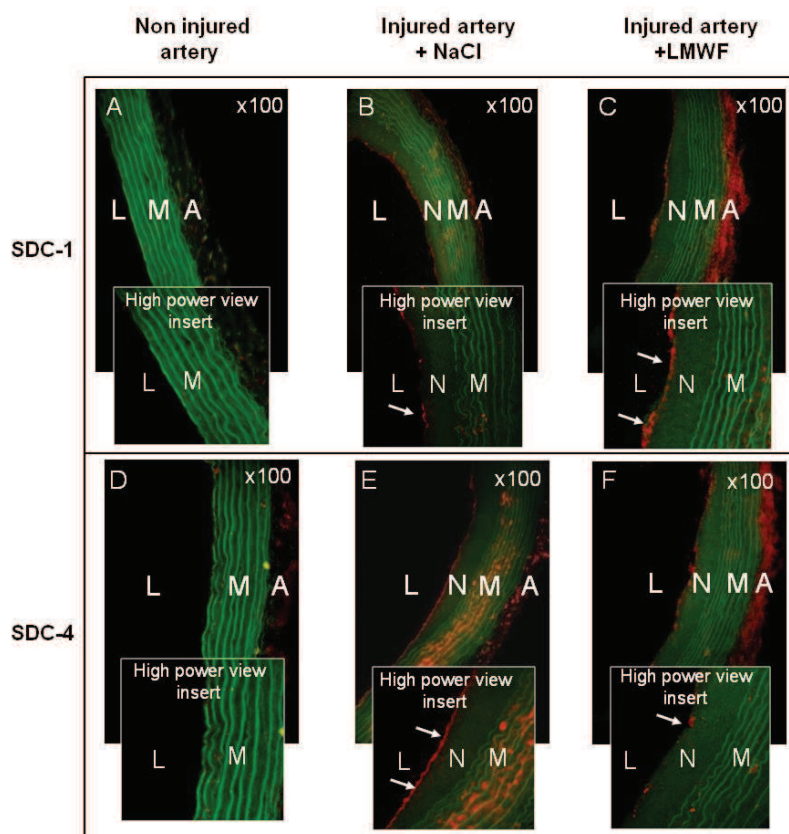 Non injured
artery
Injured artery
+ NaCl
Injured artery
+LMWF
SDC-1
A
x100
L M A
High power view
insert
L M
B
x100
L N M A
High power view
insert
L N M
C
x100
L N M A
High power view
insert
L N M
SDC-4
D
x100
L M A
High power view
insert
L M
E
x100
L N M A
High power view
insert
L N M
F
x100
L N M A
High power view
insert
L N M